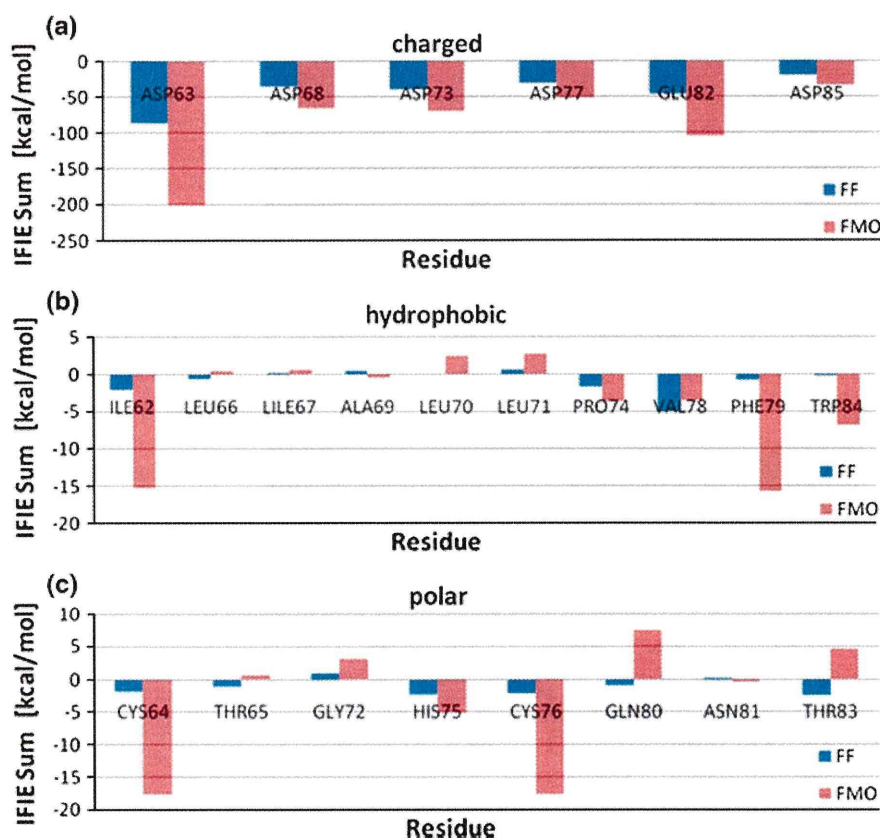 (a)
charged
0
-50
-100
-150
-200
-250
IFIE Sum [kcal/mol]
ASP63 ASP68 ASP73 ASP77 GLU82 ASP85
FF
FMO
Residue
(b)
hydrophobic
5
0
-5
-10
-15
-20
IFIE Sum [kcal/mol]
ILE62 LEU66 LILE67 ALA69 LEU70 LEU71 PRO74 VAL78 PHE79 TRP84
FF
FMO
Residue
(c)
polar
10
5
0
-5
-10
-15
-20
IFIE Sum [kcal/mol]
CYS64 THR65 GLY72 HIS75 CYS76 GLN80 ASN81 THR83
FF
FMO
Residue